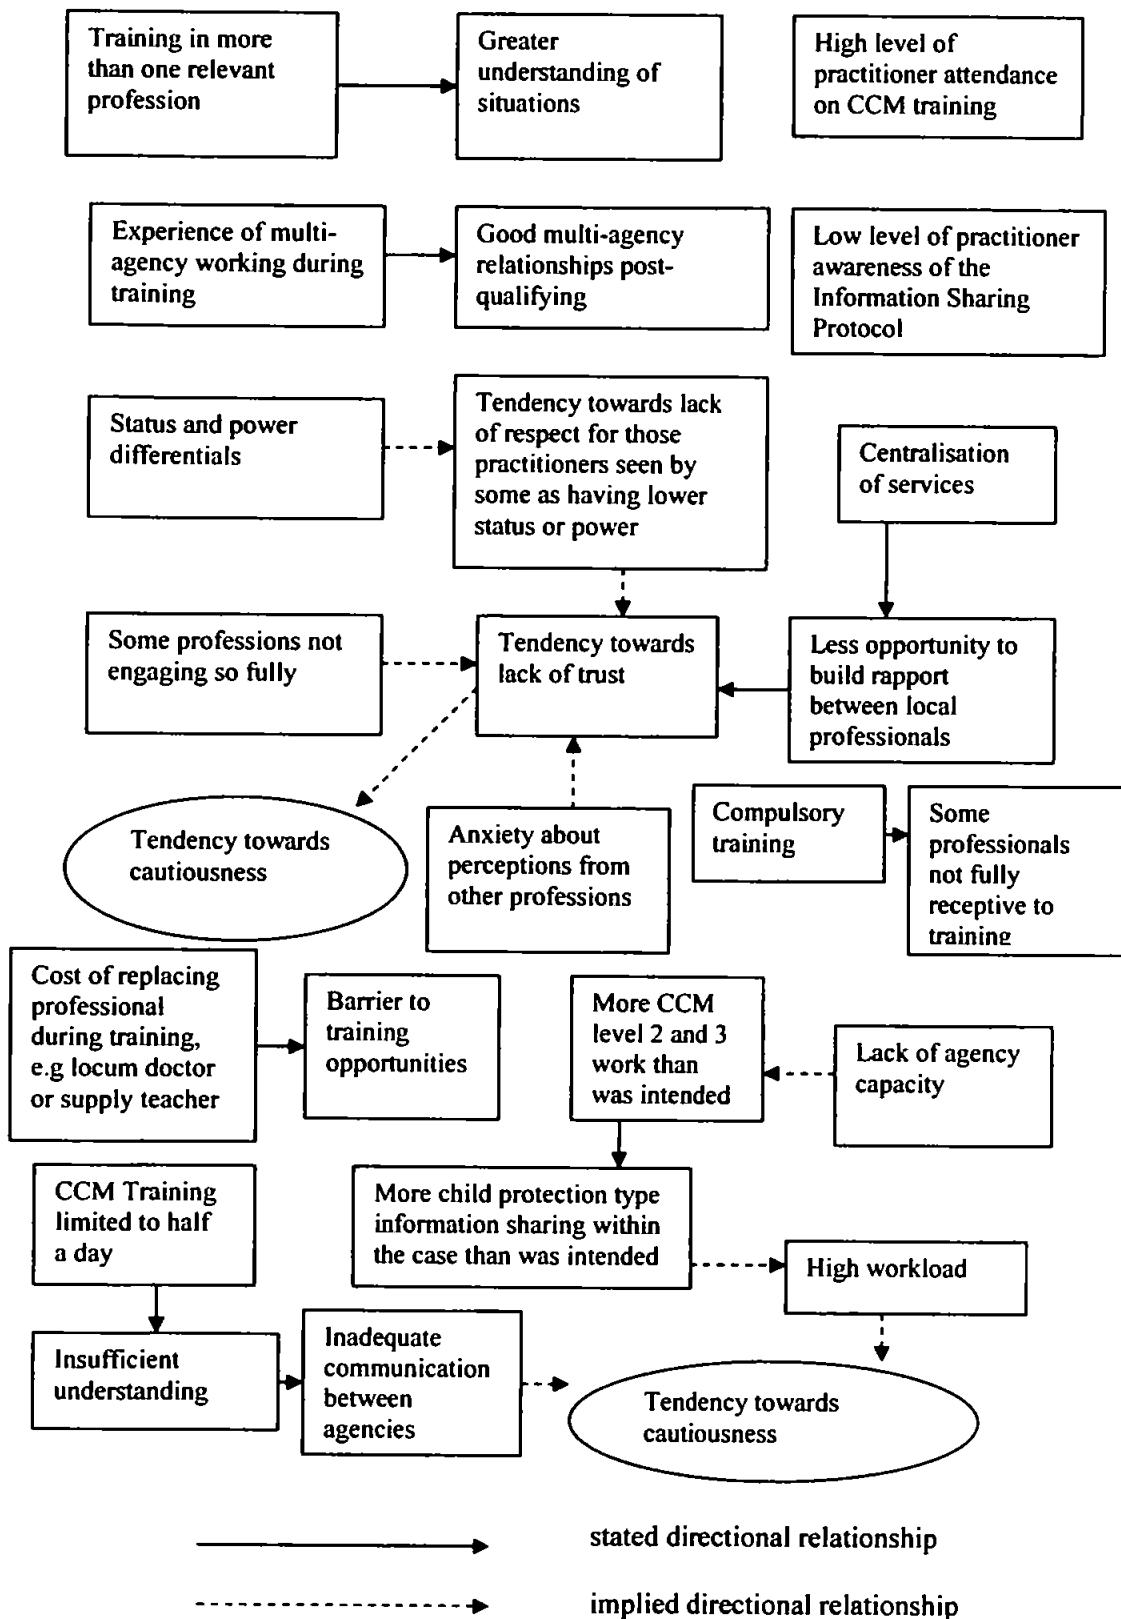 Training in more
than one relevant
profession
Greater
understanding of
situations
High level of
practitioner attendance
on CCM training
Experience of multi-
agency working during
training
Good multi-agency
relationships post-
qualifying
Low level of practitioner
awareness of the
Information Sharing
Protocol
Status and power
differentials
Tendency towards lack
of respect for those
practitioners seen by
some as having lower
status or power
Centralisation
of services
Some professions not
engaging so fully
Tendency towards
lack of trust
Less opportunity to
build rapport
between local
professionals
Tendency towards
cautiousness
Anxiety about
perceptions from
other professions
Compulsory
training
Some
professionals
not fully
receptive to
training
Cost of replacing
professional
during training,
e.g locum doctor
or supply teacher
Barrier to
training
opportunities
More CCM
level 2 and 3
work than
was intended
Lack of agency
capacity
CCM Training
limited to half
a day
More child protection type
information sharing within
the case than was intended
High workload
Insufficient
understanding
Inadequate
communication
between
agencies
Tendency towards
cautiousness
stated directional relationship
implied directional relationship